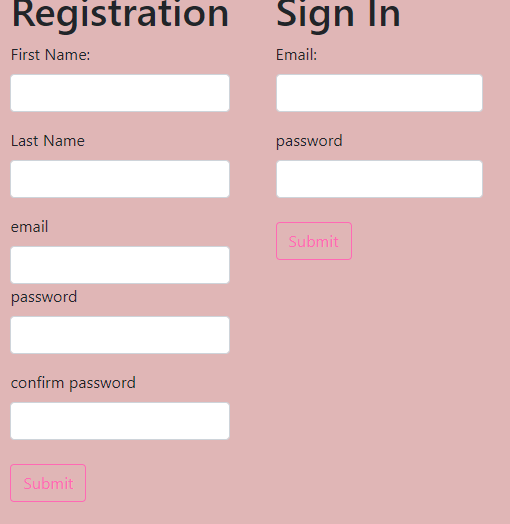 Registration
First Name:
Last Name
email
password
confirm password
Submit
Sign In
Email:
password
Submit